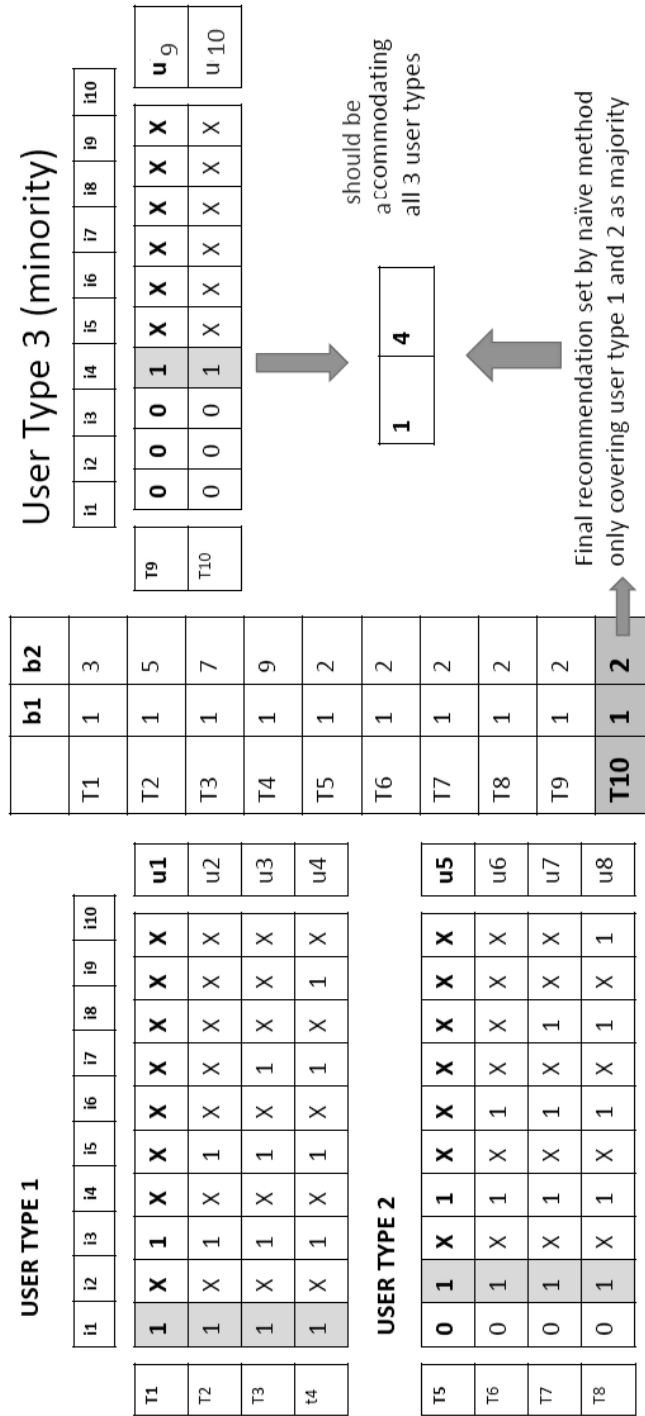 USER TYPE 1
i1 i2 i3 i4 i5 i6 i7 i8 i9 i10
T1 1 X 1 X X X X X X X u1
T2 1 X 1 X 1 X X X X X u2
T3 1 X 1 X 1 X 1 X X X u3
t4 1 X 1 X 1 X 1 X 1 X u4
USER TYPE 2
T5 0 1 X 1 X X X X X X u5
T6 0 1 X 1 X 1 X X X X u6
T7 0 1 X 1 X 1 X 1 X X u7
T8 0 1 X 1 X 1 X 1 X 1 u8
b1 b2
T1 1 3
T2 1 5
T3 1 7
T4 1 9
T5 1 2
T6 1 2
T7 1 2
T8 1 2
T9 1 2
T10 1 2
User Type 3 (minority)
i1 i2 i3 i4 i5 i6 i7 i8 i9 i10
T9 0 0 0 1 X X X X X X u9
T10 0 0 0 1 X X X X X X u10
should be
accommodating
all 3 user types
1 4
Final recommendation set by naïve method
only covering user type 1 and 2 as majority